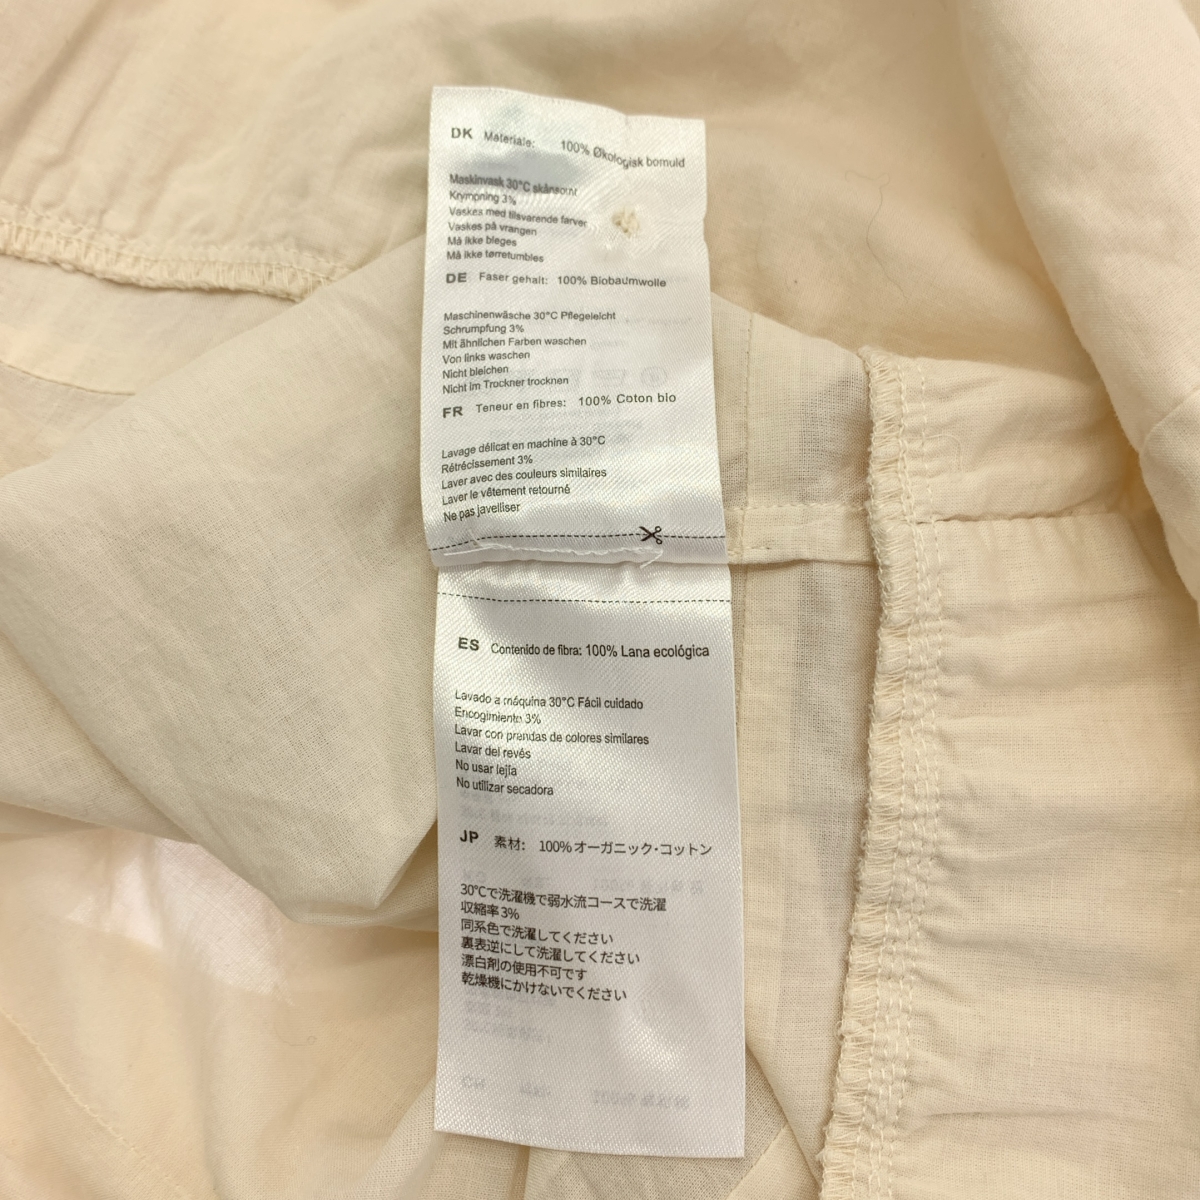 DK Materiale: 100% Økologisk bomuld
Maskinvask 30°C skånsomt
Krympning 3%
Vaskes med tilsvarende farver
Vaskes på vrangen
Må ikke bleges
Må ikke tørretumbles
DE Faser gehalt: 100% Biobaumwolle
Maschinenwäsche 30°C Pflegeleicht
Schrumpfung 3%
Mit ähnlichen Farben waschen
Von links waschen
Nicht bleichen
Nicht im Trockner trocknen
FR Teneur en fibres: 100% Coton bio
Lavage délicat en machine à 30°C
Rétrécissement 3%
Laver avec des couleurs similaires
Laver le vêtement retourné
Ne pas javelliser
ES Contenido de fibra: 100% Lana ecológica
Lavado a máquina 30°C Fácil cuidado
Encogimiento 3%
Lavar con prendas de colores similares
Lavar del revés
No usar lejía
No utilizar secadora
JP 素材: 100%オーガニック・コットン
30℃で洗濯機で弱水流コースで洗濯
収縮率3%
同系色で洗濯してください
裏表逆にして洗濯してください
漂白剤の使用不可です
乾燥機にかけないでください